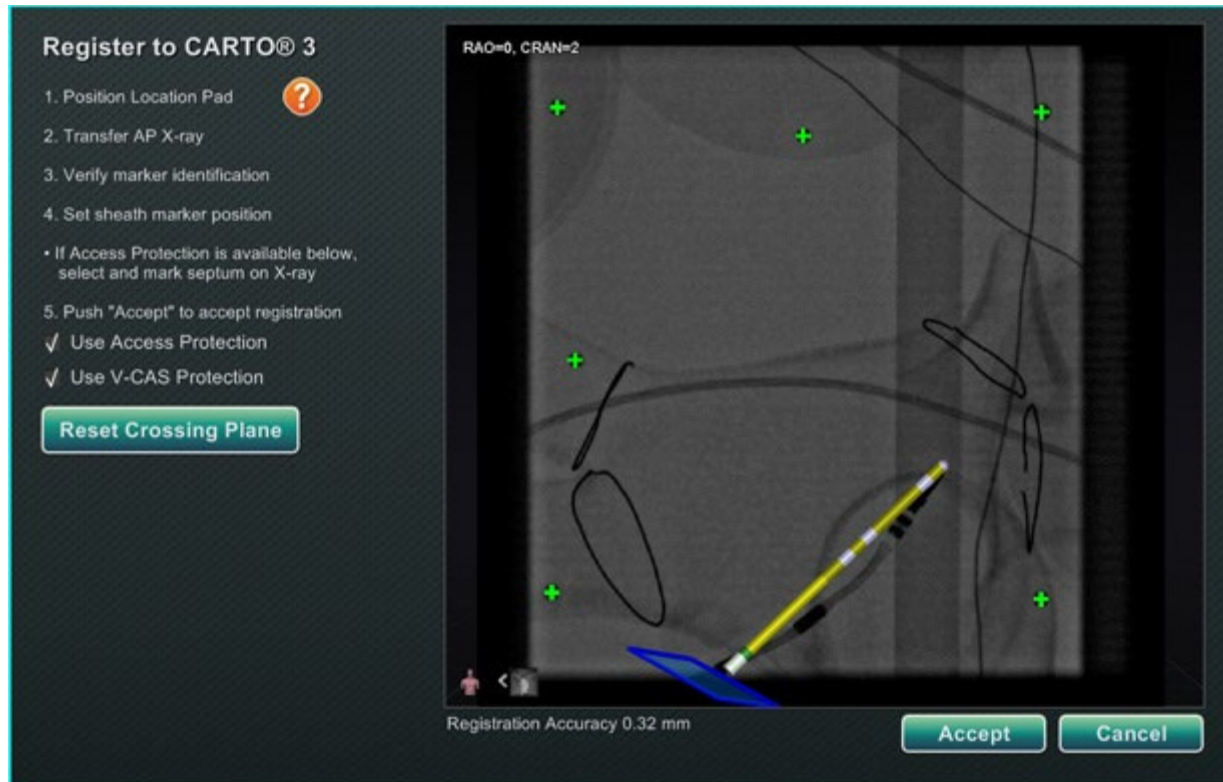 Register to CARTO® 3
1. Position Location Pad
?
2. Transfer AP X-ray
3. Verify marker identification
4. Set sheath marker position
• If Access Protection is available below,
select and mark septum on X-ray
5. Push "Accept" to accept registration
√ Use Access Protection
√ Use V-CAS Protection
Reset Crossing Plane
RAO=0, CRAN=2
<
Registration Accuracy 0.32 mm
Accept
Cancel